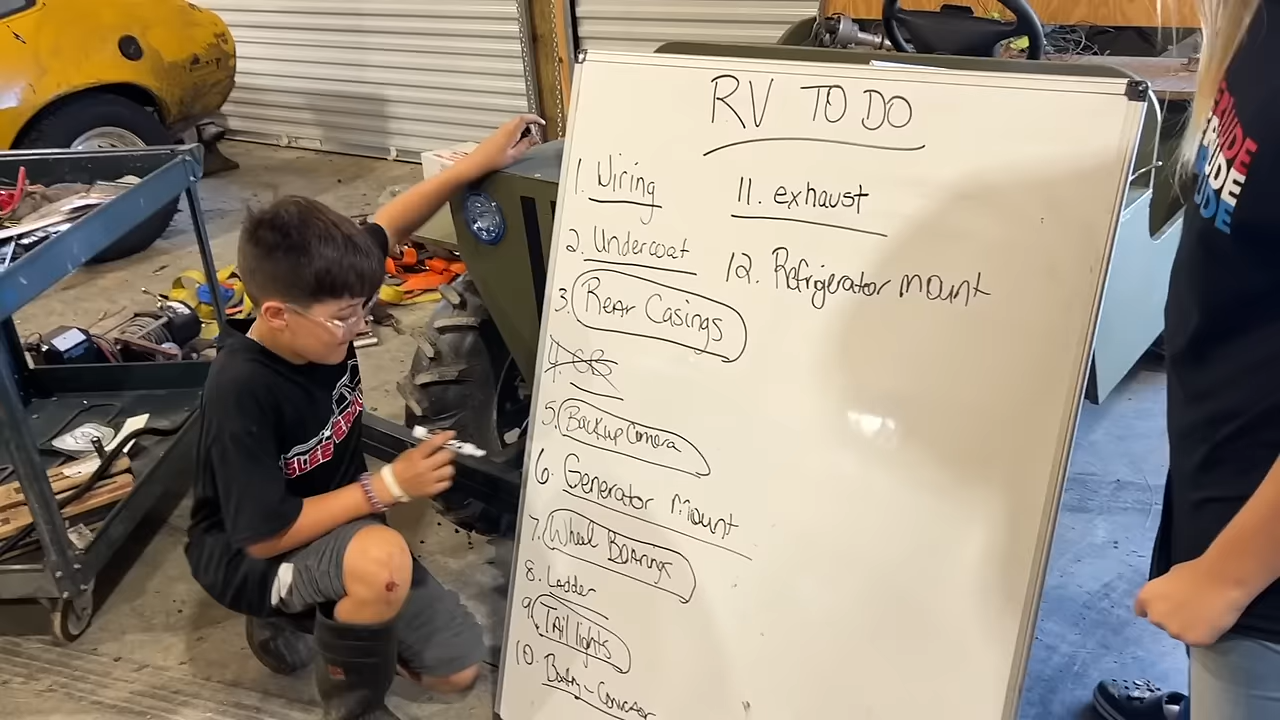 RV TO DO
1. Wiring
2. Undercoat
3. Rear Casings
4. CB
5. Backup Camera
6. Generator Mount
7. Wheel Bearings
8. Ladder
9. Tail lights
10.
11. exhaust
12. Refrigerator mount